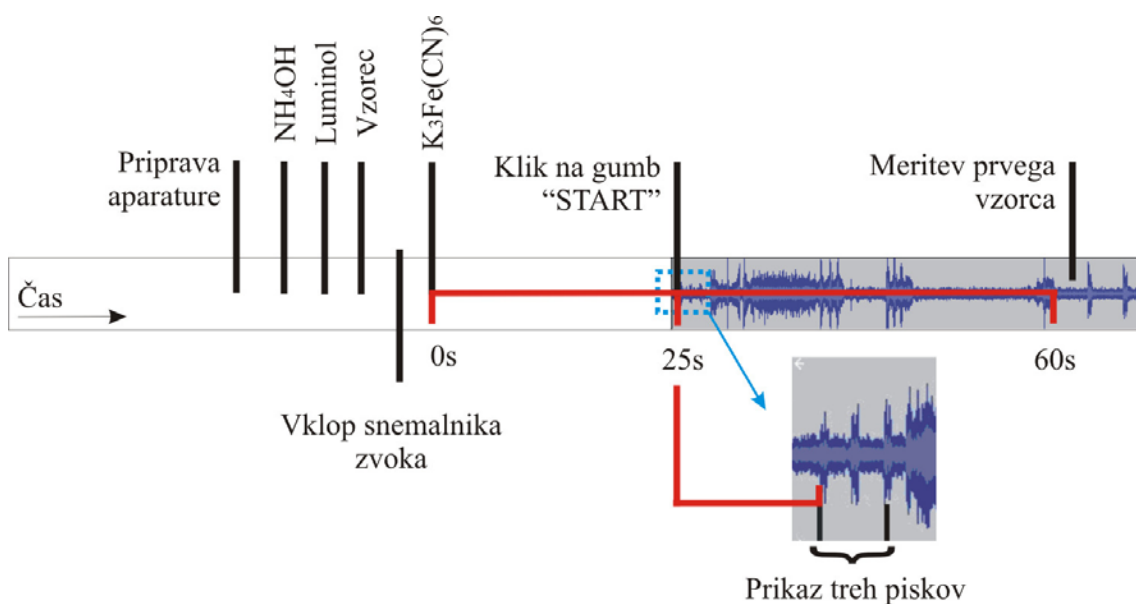 Priprava
aparature
NH₄OH
Luminol
Vzorec
K₃Fe(CN)₆
Klik na gumb
“START”
Meritev prvega
vzorca
Čas
0s
25s
60s
Vklop snemalnika
zvoka
Prikaz treh piskov